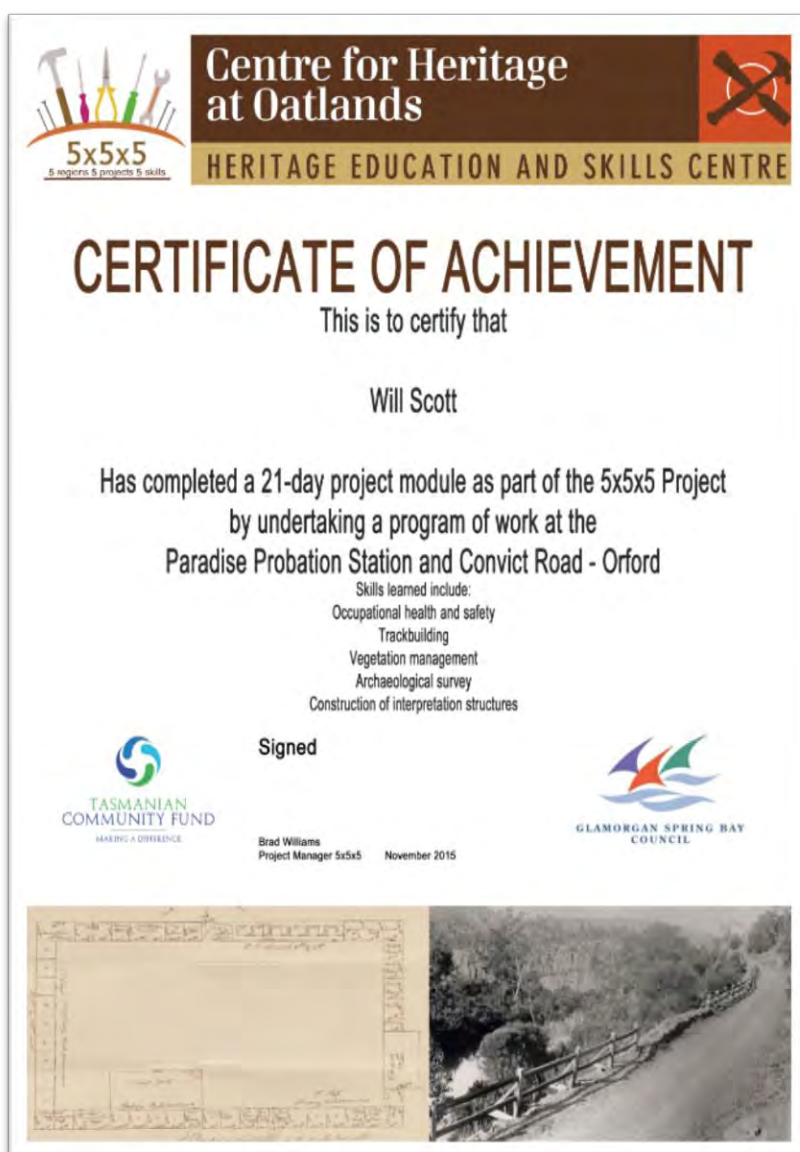 Centre for Heritage
at Oatlands
5x5x5
5 regions 5 projects 5 skills
HERITAGE EDUCATION AND SKILLS CENTRE
CERTIFICATE OF ACHIEVEMENT
This is to certify that
Will Scott
Has completed a 21-day project module as part of the 5x5x5 Project
by undertaking a program of work at the
Paradise Probation Station and Convict Road - Orford
Skills learned include:
Occupational health and safety
Trackbuilding
Vegetation management
Archaeological survey
Construction of interpretation structures
Signed
TASMANIAN
COMMUNITY FUND
MAKING A DIFFERENCE
GLAMORGAN SPRING BAY
COUNCIL
Brad Williams
Project Manager 5x5x5 November 2015